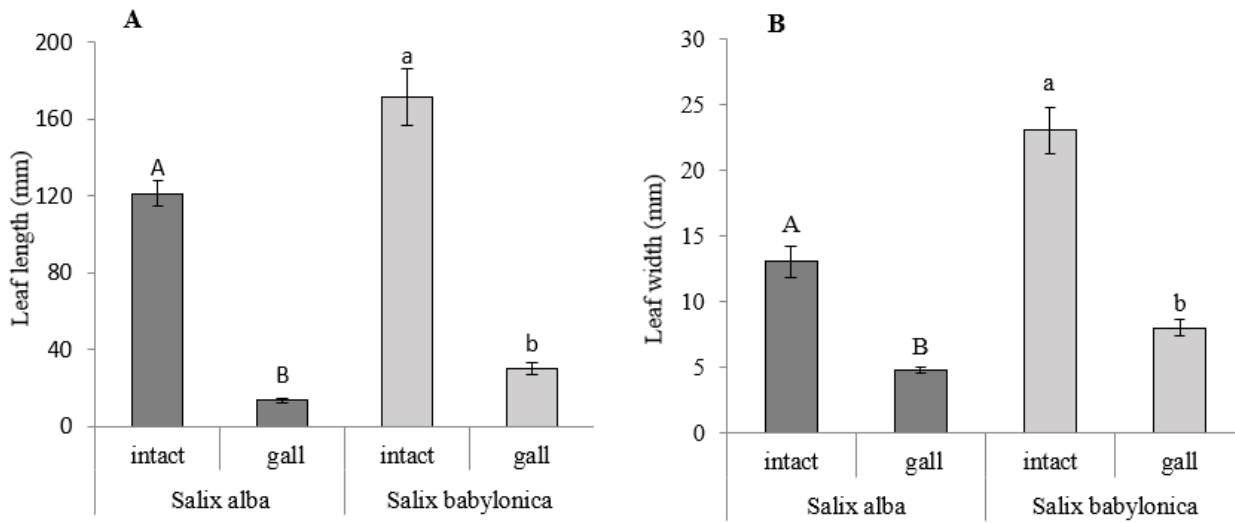 A
200
160
120
80
40
0
Leaf length (mm)
A
B
a
b
intact gall intact gall
Salix alba Salix babylonica
B
30
25
20
15
10
5
0
Leaf width (mm)
A
B
a
b
intact gall intact gall
Salix alba Salix babylonica